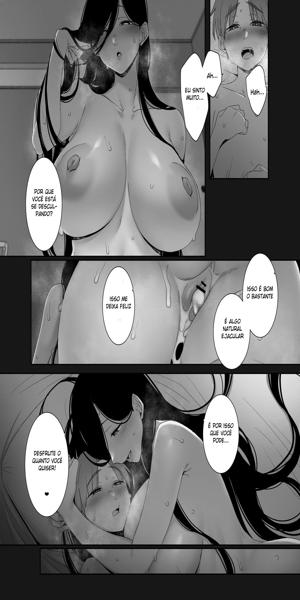 Ah...
EU SINTO
MUITO...
Hah...
POR QUE
VOCÊ ESTÁ
SE DESCUL-
PANDO?
ISSO É BOM
O BASTANTE
ISSO ME
DEIXA FELIZ
É ALGO
NATURAL
EJACULAR
É POR ISSO
QUE VOCÊ
PODE...
DESFRUTE O
QUANTO VOCÊ
QUISER!
♥